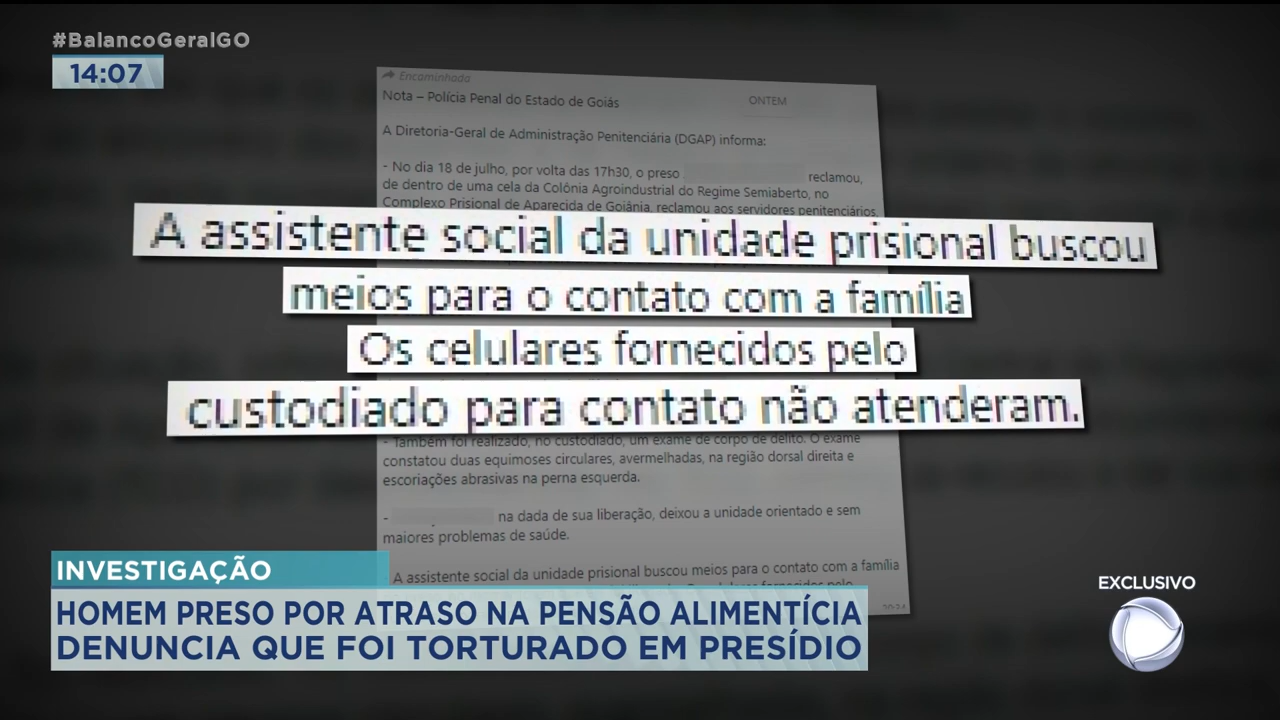 #BalancoGeralGO
14:07
Encaminhada
Nota – Polícia Penal do Estado de Goiás
ONTEM
A Diretoria-Geral de Administração Penitenciária (DGAP) informa:
- No dia 18 de julho, por volta das 17h30, o preso reclamou,
de dentro de uma cela da Colônia Agroindustrial do Regime Semiaberto, no
Complexo Prisional de Aparecida de Goiânia, reclamou aos servidores penitenciários,
A assistente social da unidade prisional buscou
meios para o contato com a família
Os celulares fornecidos pelo
custodiado para contato não atenderam.
- Também foi realizado, no custodiado, um exame de corpo de delito. O exame
constatou duas equimoses circulares, avermelhadas, na região dorsal direita e
escoriações abrasivas na perna esquerda.
- na dada de sua liberação, deixou a unidade orientado e sem
maiores problemas de saúde.
A assistente social da unidade prisional buscou meios para o contato com a família
fornecidos pelo
20:34
INVESTIGAÇÃO
HOMEM PRESO POR ATRASO NA PENSÃO ALIMENTÍCIA
DENUNCIA QUE FOI TORTURADO EM PRESÍDIO
EXCLUSIVO